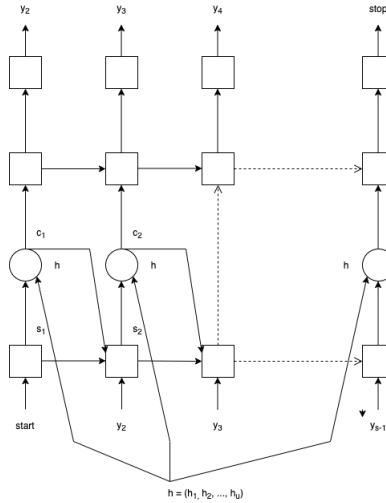 y2 y3 y4 stop
c1 c2
h h h
s1 s2
start y2 y3 ys-1
h = (h1, h2, ..., hu)